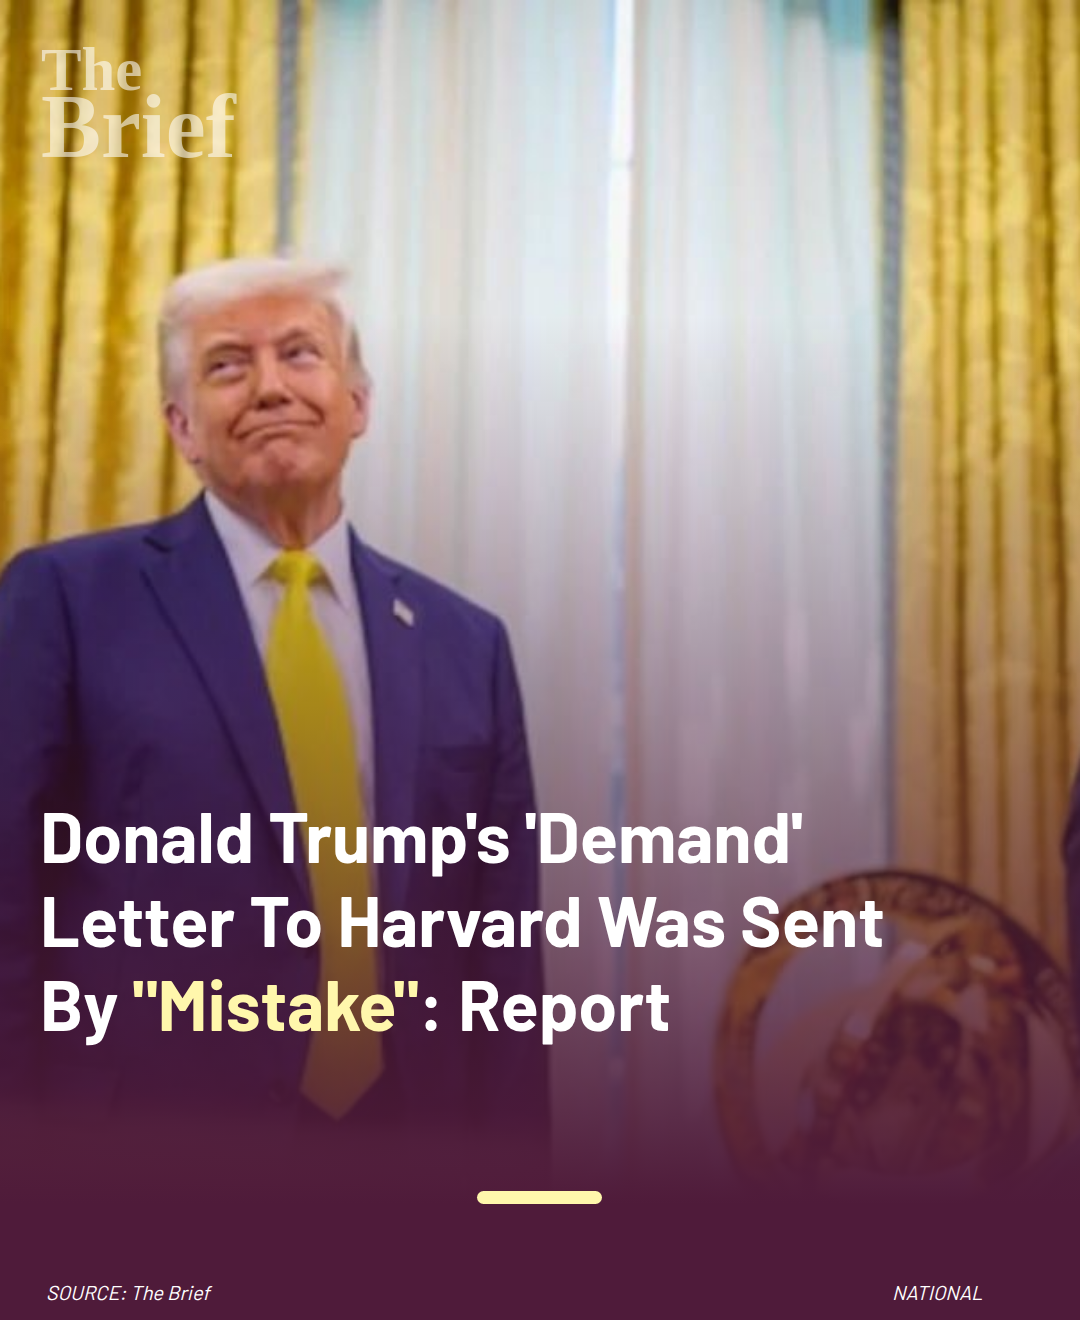 The
Brief
Donald Trump's 'Demand'
Letter To Harvard Was Sent
By "Mistake": Report
SOURCE: The Brief
NATIONAL